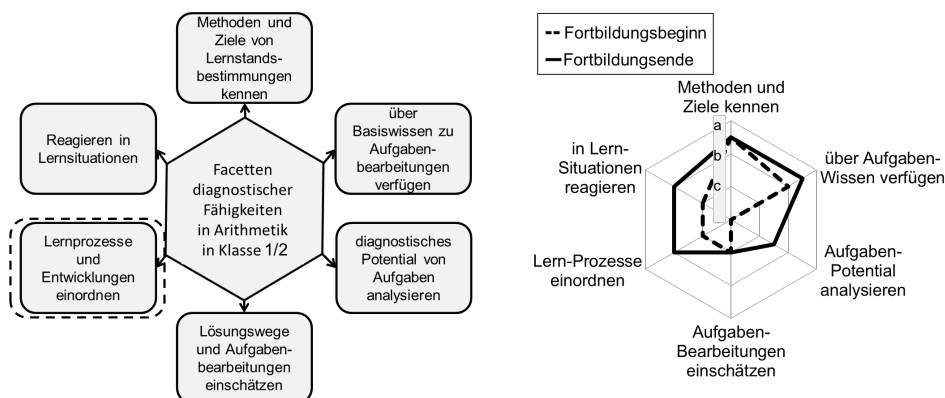 Methoden und
Ziele von
Lernstands-
bestimmungen
kennen
Reagieren in
Lernsituationen
über
Basiswissen zu
Aufgaben-
bearbeitungen
verfügen
Facetten
diagnostischer
Fähigkeiten
in Arithmetik
in Klasse 1/2
Lernprozesse
und
Entwicklungen
einordnen
diagnostisches
Potential von
Aufgaben
analysieren
Lösungswege
und Aufgaben-
bearbeitungen
einschätzen
Fortbildungsbeginn
Fortbildungsende
Methoden und
Ziele kennen
a
b
c
in Lern-
Situationen
reagieren
über Aufgaben-
Wissen verfügen
Lern-Prozesse
einordnen
Aufgaben-
Potential
analysieren
Aufgaben-
Bearbeitungen
einschätzen